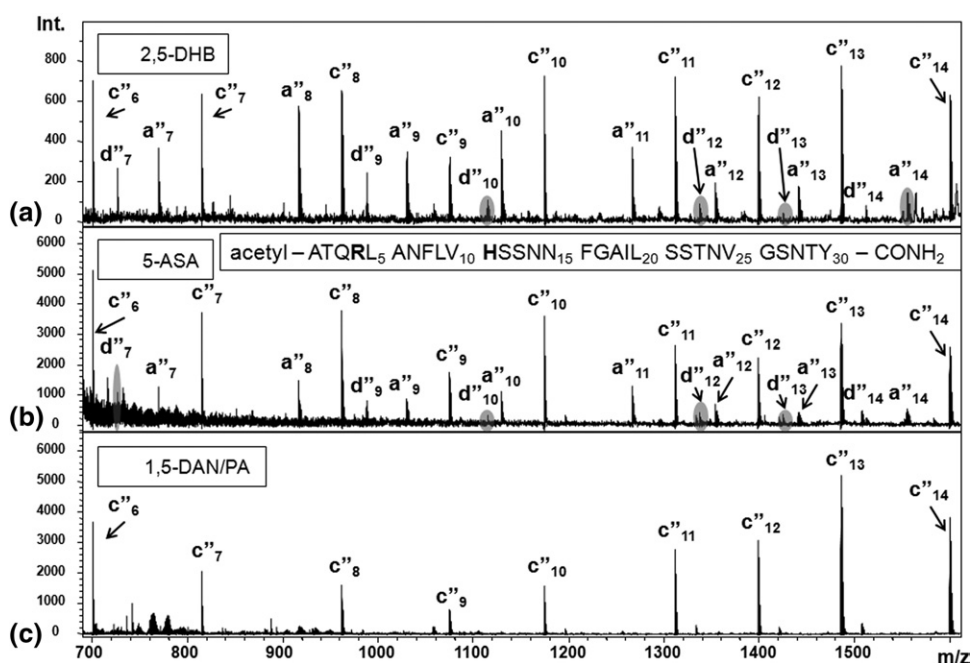 Int.
800
600
400
200
0
(a)
2,5-DHB
c”6
d”7
a”7
c”7
a”8
c”8
d”9
a”9
c”9
d”10
a”10
c”10
a”11
c”11
d”12
a”12
c”12
d”13
a”13
c”13
d”14
a”14
c”14
6000
5000
4000
3000
2000
1000
0
(b)
5-ASA
acetyl – ATQRL5 ANFLV10 HSSNN15 FGAIL20 SSTNV25 GSNTY30 – CONH2
c”6
d”7
a”7
c”7
a”8
c”8
d”9
a”9
c”9
d”10
a”10
c”10
a”11
c”11
d”12
a”12
c”12
d”13
a”13
c”13
d”14
a”14
c”14
6000
5000
4000
3000
2000
1000
0
(c)
1,5-DAN/PA
c”6
c”7
c”8
c”9
c”10
c”11
c”12
c”13
c”14
700 800 900 1000 1100 1200 1300 1400 1500 m/z